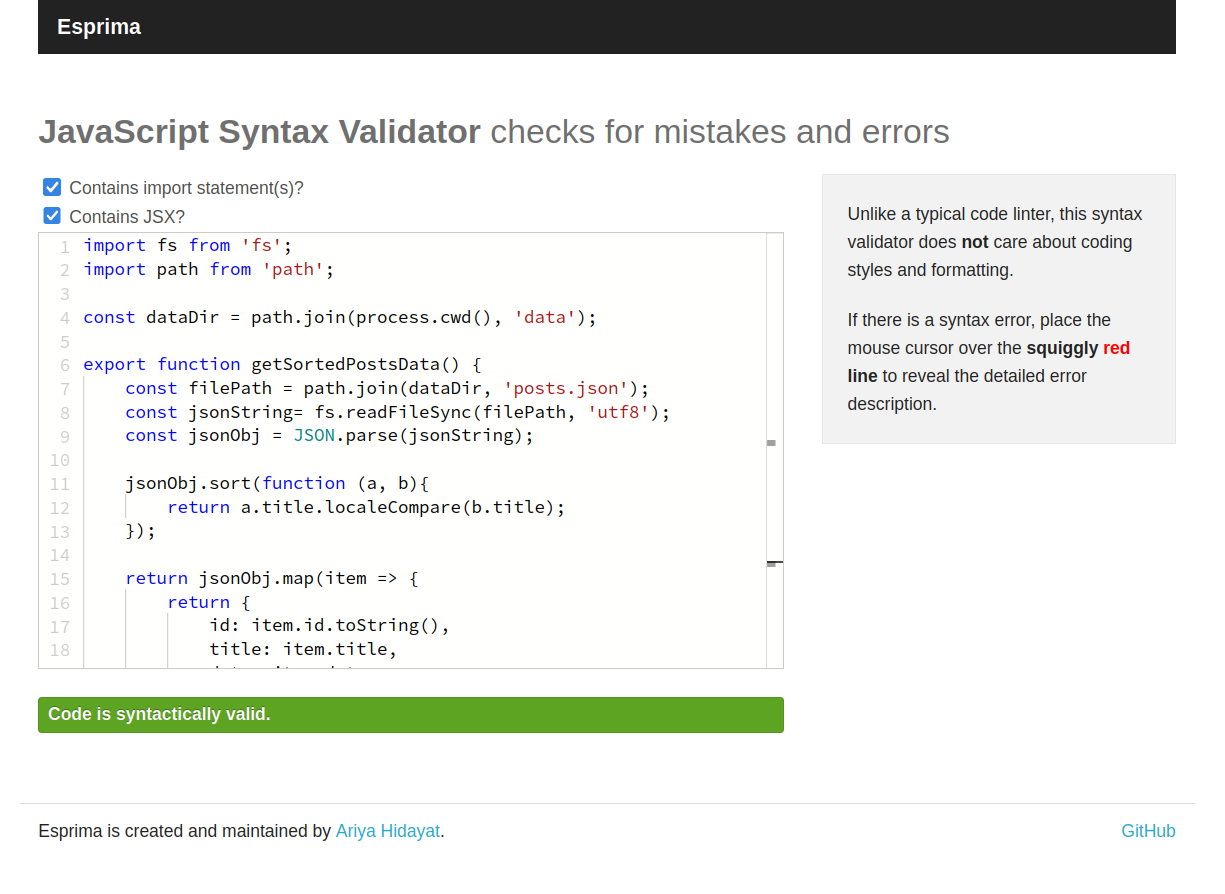 Esprima
JavaScript Syntax Validator checks for mistakes and errors
Contains import statement(s)?
Contains JSX?
1 import fs from 'fs';
2 import path from 'path';
3
4 const dataDir = path.join(process.cwd(), 'data');
5
6 export function getSortedPostsData() {
7 const filePath = path.join(dataDir, 'posts.json');
8 const jsonString= fs.readFileSync(filePath, 'utf8');
9 const jsonObj = JSON.parse(jsonString);
10
11 jsonObj.sort(function (a, b){
12 return a.title.localeCompare(b.title);
13 });
14
15 return jsonObj.map(item => {
16 return {
17 id: item.id.toString(),
18 title: item.title,
Code is syntactically valid.
Unlike a typical code linter, this syntax
validator does not care about coding
styles and formatting.
If there is a syntax error, place the
mouse cursor over the squiggly red
line to reveal the detailed error
description.
Esprima is created and maintained by Ariya Hidayat.
GitHub